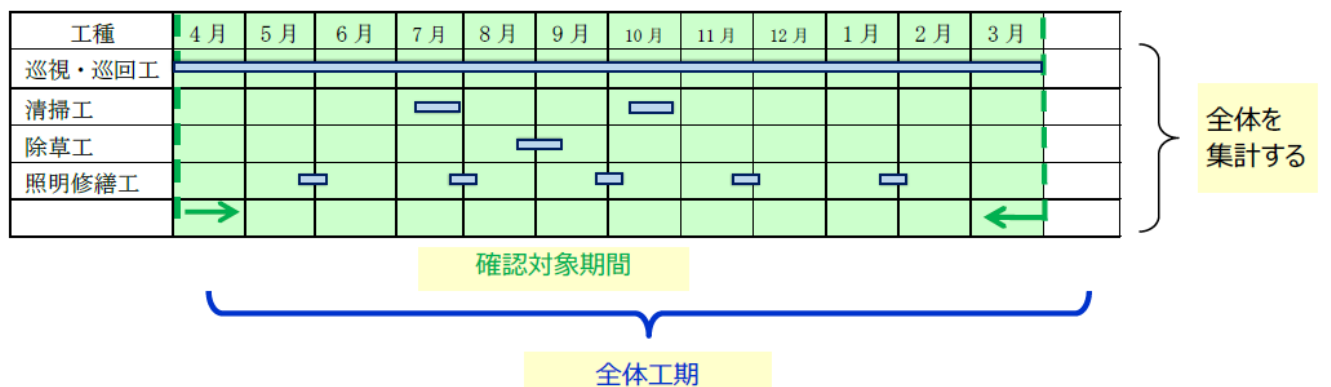 工種 4月 5月 6月 7月 8月 9月 10月 11月 12月 1月 2月 3月
巡視・巡回工
清掃工
除草工
照明修繕工
全体を
集計する
確認対象期間
全体工期